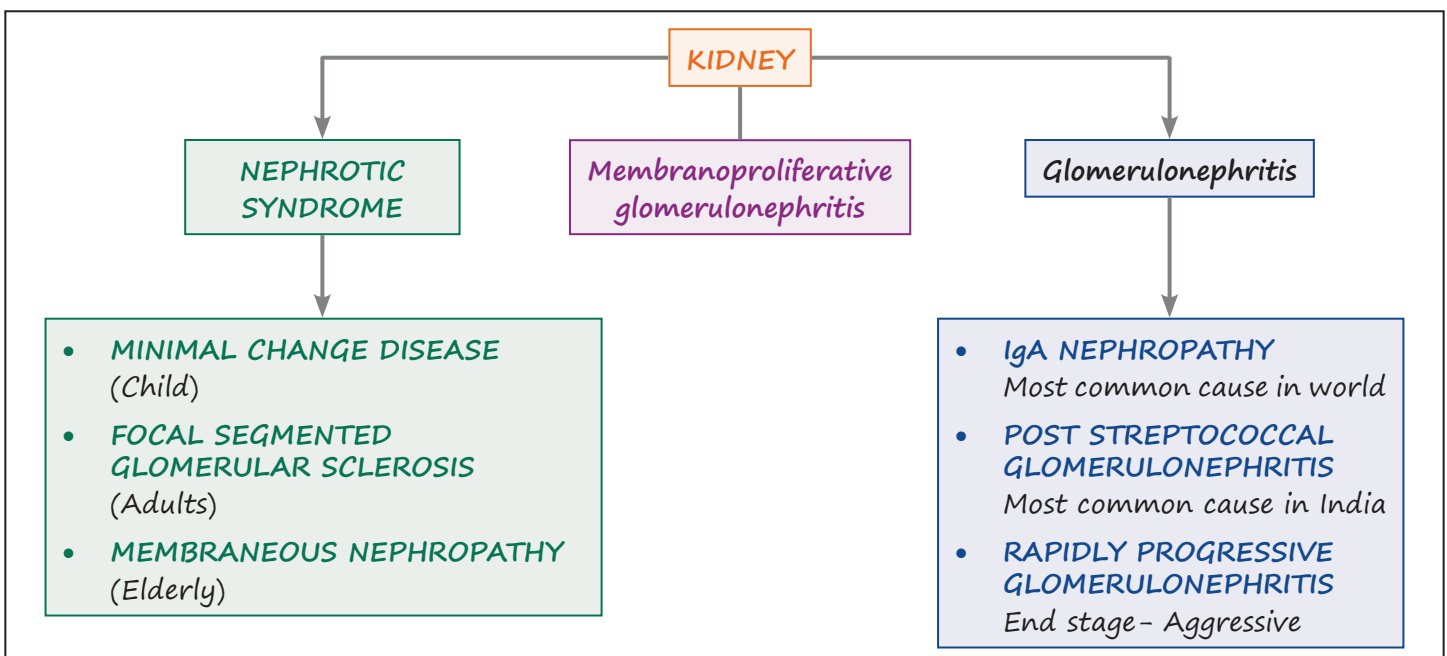 KIDNEY
NEPHROTIC
SYNDROME
Membranoproliferative
glomerulonephritis
Glomerulonephritis
• MINIMAL CHANGE DISEASE
(Child)
• FOCAL SEGMENTED
GLOMERULAR SCLEROSIS
(Adults)
• MEMBRANEOUS NEPHROPATHY
(Elderly)
• IgA NEPHROPATHY
Most common cause in world
• POST STREPTOCOCCAL
GLOMERULONEPHRITIS
Most common cause in India
• RAPIDLY PROGRESSIVE
GLOMERULONEPHRITIS
End stage- Aggressive